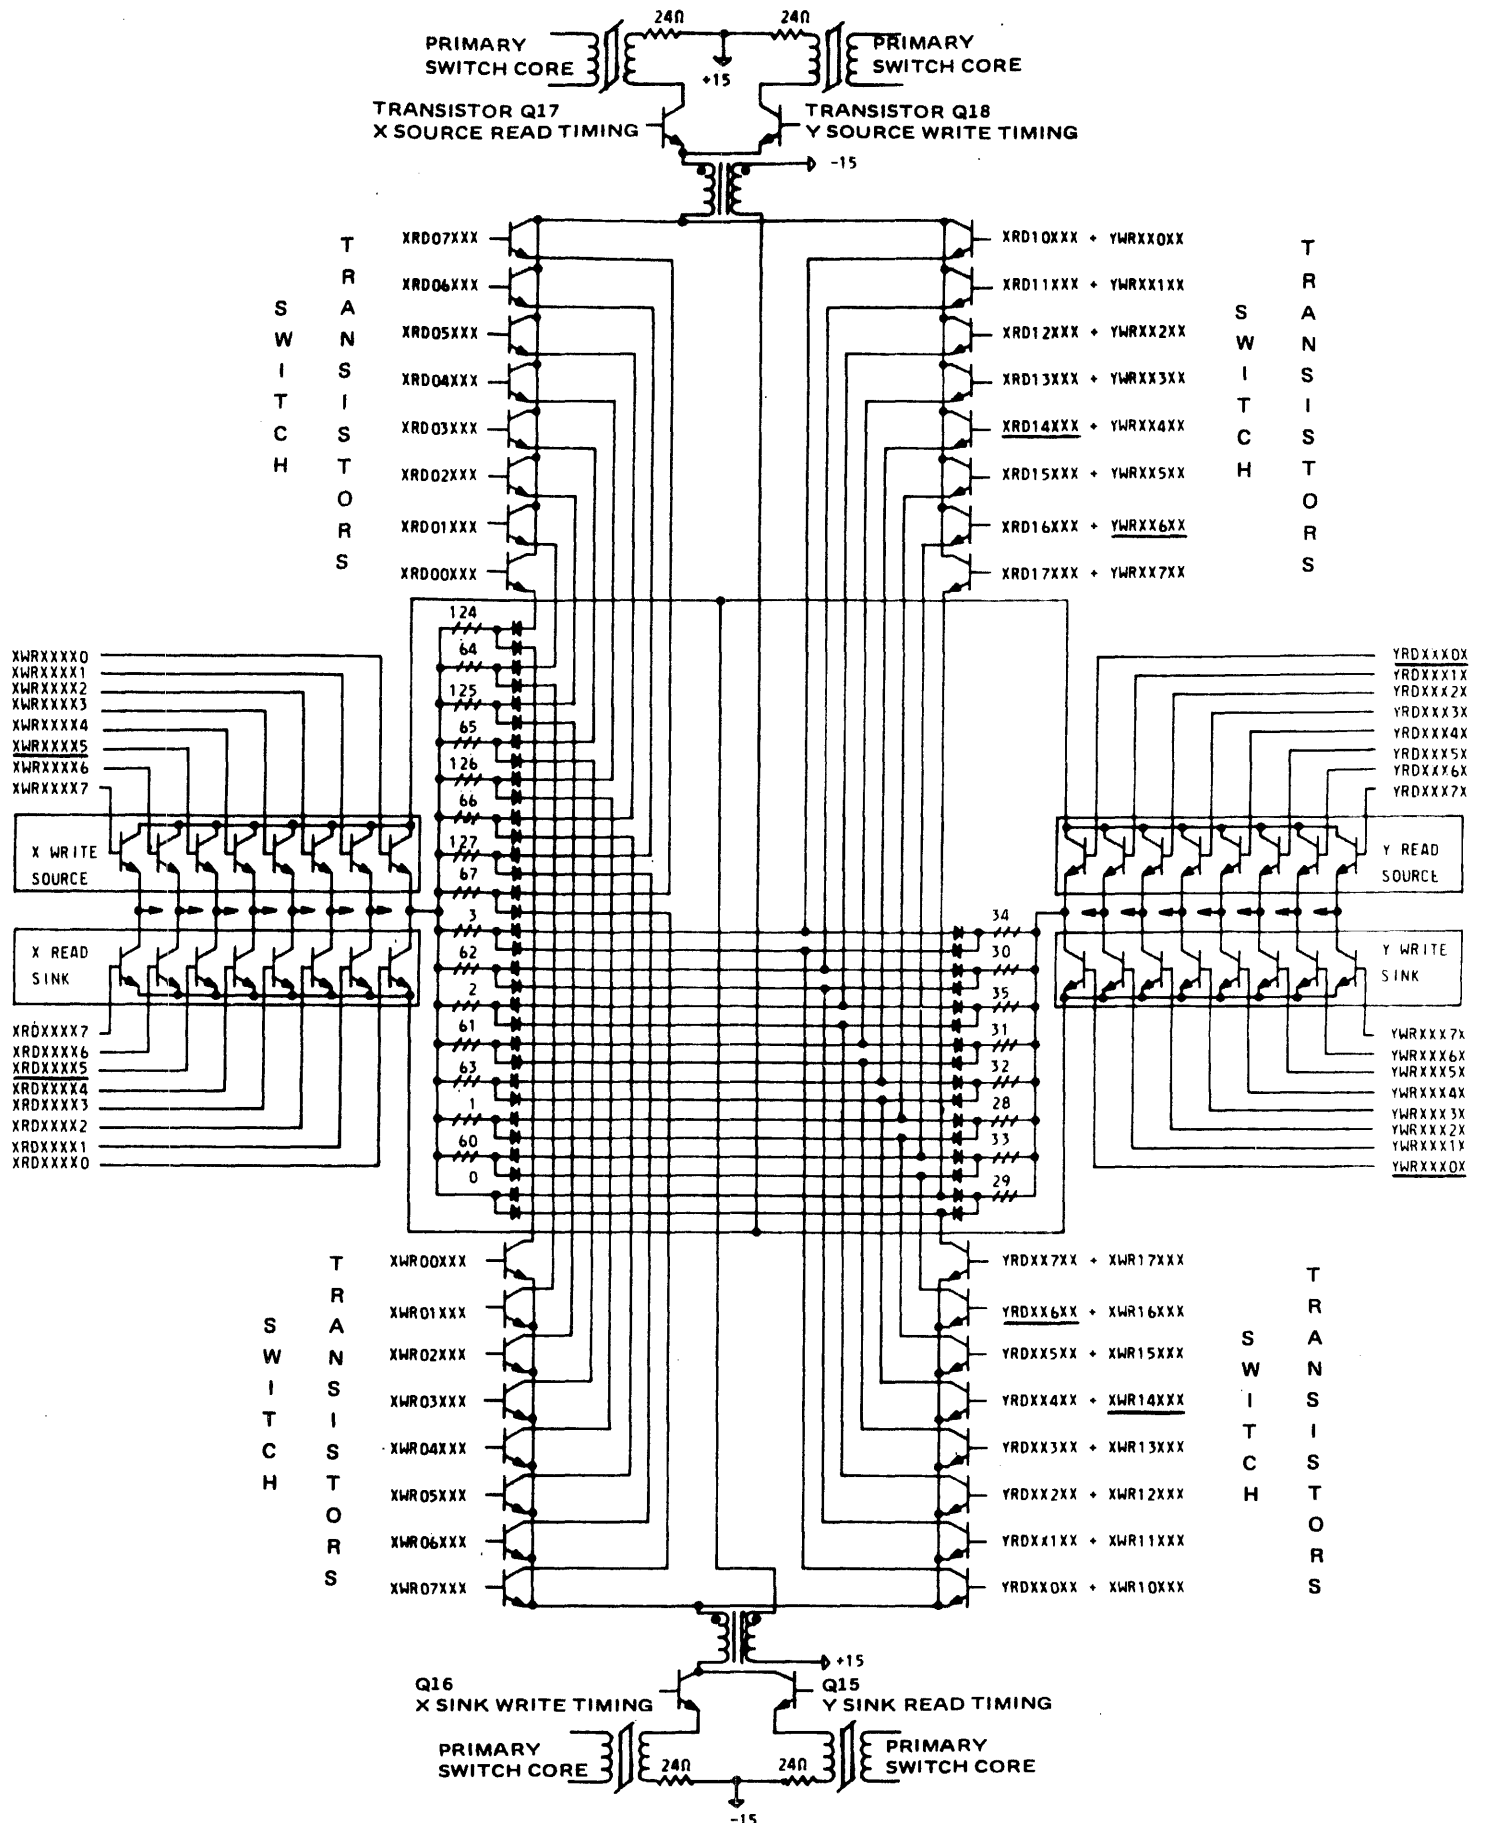 24Ω 24Ω
PRIMARY
SWITCH CORE
PRIMARY
SWITCH CORE
+15
TRANSISTOR Q17
X SOURCE READ TIMING
TRANSISTOR Q18
Y SOURCE WRITE TIMING
-15
SWITCH
TRANSISTORS
XRD07XXX
XRD06XXX
XRD05XXX
XRD04XXX
XRD03XXX
XRD02XXX
XRD01XXX
XRD00XXX
XRD10XXX + YWRXX0XX
XRD11XXX + YWRXX1XX
XRD12XXX + YWRXX2XX
XRD13XXX + YWRXX3XX
XRD14XXX + YWRXX4XX
XRD15XXX + YWRXX5XX
XRD16XXX + YWRXX6XX
XRD17XXX + YWRXX7XX
SWITCH
TRANSISTORS
XWRXXXX0
XWRXXXX1
XWRXXXX2
XWRXXXX3
XWRXXXX4
XWRXXXX5
XWRXXXX6
XWRXXXX7
X WRITE
SOURCE
X READ
SINK
XRDXXXX7
XRDXXXX6
XRDXXXX5
XRDXXXX4
XRDXXXX3
XRDXXXX2
XRDXXXX1
XRDXXXX0
124
64
125
65
126
66
127
67
3
62
2
61
63
1
60
0
34
30
35
31
32
28
33
29
YRDXXX0X
YRDXXX1X
YRDXXX2X
YRDXXX3X
YRDXXX4X
YRDXXX5X
YRDXXX6X
YRDXXX7X
Y READ
SOURCE
Y WRITE
SINK
YWRXXX7X
YWRXXX6X
YWRXXX5X
YWRXXX4X
YWRXXX3X
YWRXXX2X
YWRXXX1X
YWRXXX0X
SWITCH
TRANSISTORS
XWR00XXX
XWR01XXX
XWR02XXX
XWR03XXX
XWR04XXX
XWR05XXX
XWR06XXX
XWR07XXX
YRDXX7XX + XWR17XXX
YRDXX6XX + XWR16XXX
YRDXX5XX + XWR15XXX
YRDXX4XX + XWR14XXX
YRDXX3XX + XWR13XXX
YRDXX2XX + XWR12XXX
YRDXX1XX + XWR11XXX
YRDXX0XX + XWR10XXX
SWITCH
TRANSISTORS
+15
Q16
X SINK WRITE TIMING
Q15
Y SINK READ TIMING
PRIMARY
SWITCH CORE
PRIMARY
SWITCH CORE
24Ω 24Ω
-15